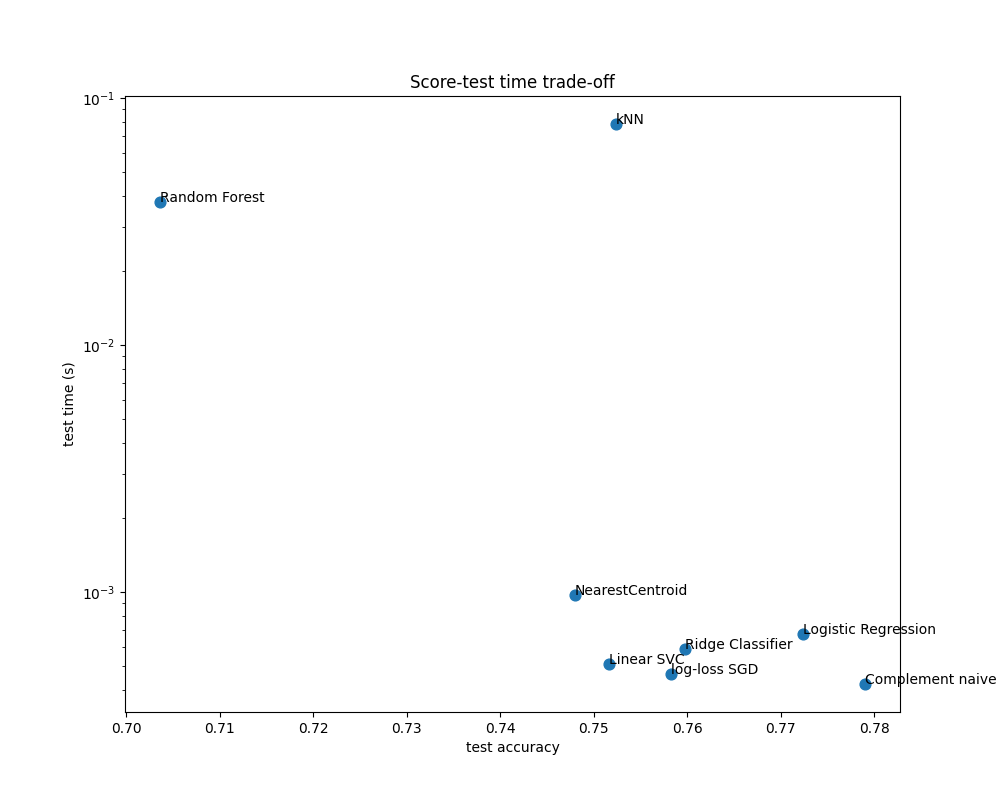 Score-test time trade-off
10⁻¹
kNN
Random Forest
10⁻²
test time (s)
10⁻³
NearestCentroid
Logistic Regression
Ridge Classifier
Linear SVC
log-loss SGD
Complement naive
0.70 0.71 0.72 0.73 0.74 0.75 0.76 0.77 0.78
test accuracy